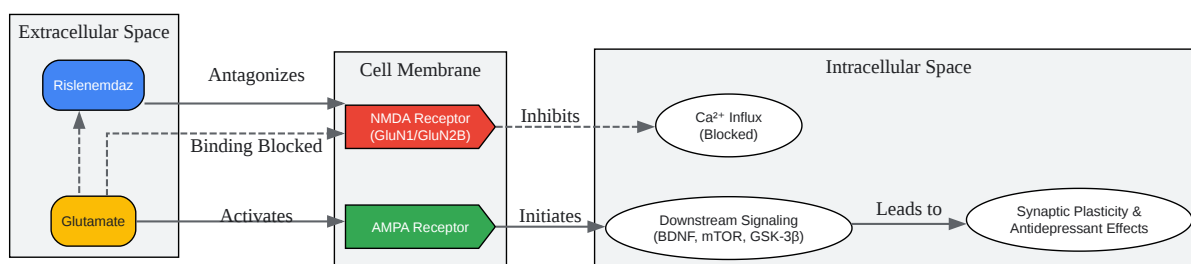 Extracellular Space
Rislenemdaz
Glutamate
Antagonizes
Binding Blocked
Activates
Cell Membrane
NMDA Receptor
(GluN1/GluN2B)
AMPA Receptor
Inhibits
Initiates
Intracellular Space
Ca²⁺ Influx
(Blocked)
Downstream Signaling
(BDNF, mTOR, GSK-3β)
Leads to
Synaptic Plasticity &
Antidepressant Effects